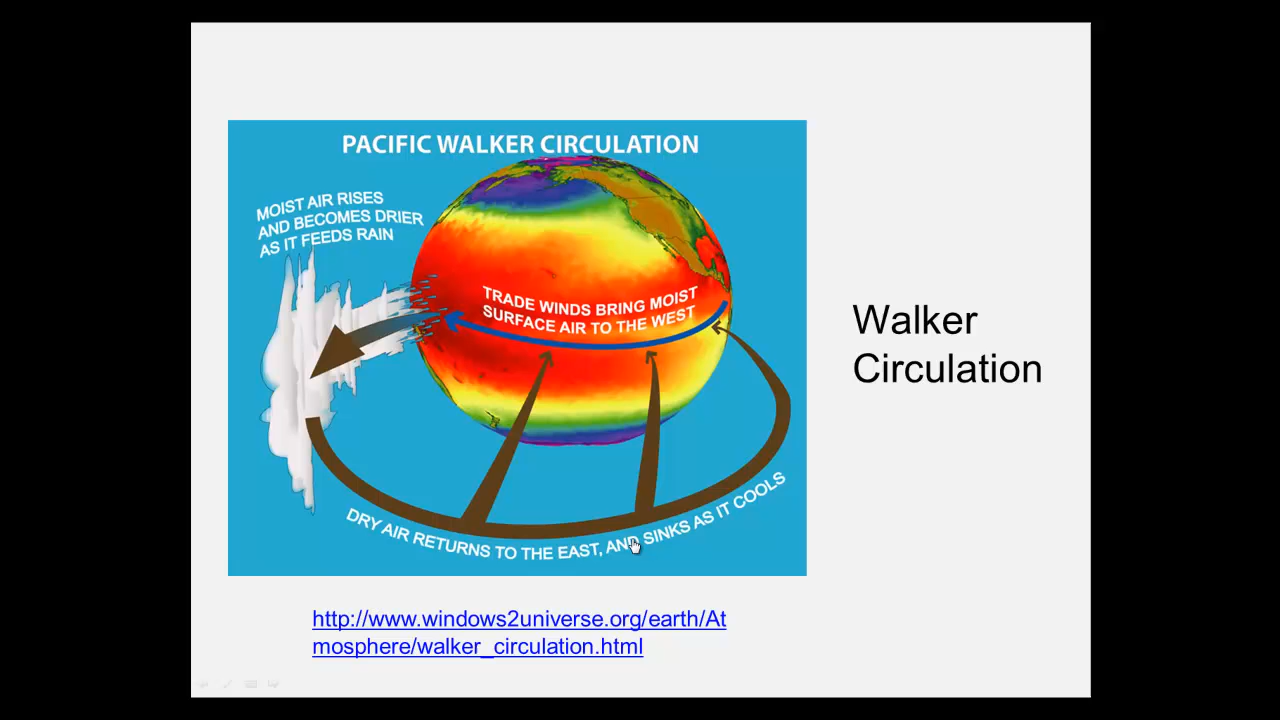 PACIFIC WALKER CIRCULATION
MOIST AIR RISES
AND BECOMES DRIER
AS IT FEEDS RAIN
TRADE WINDS BRING MOIST
SURFACE AIR TO THE WEST
DRY AIR RETURNS TO THE EAST, AND SINKS AS IT COOLS
Walker
Circulation
http://www.windows2universe.org/earth/At
mosphere/walker_circulation.html